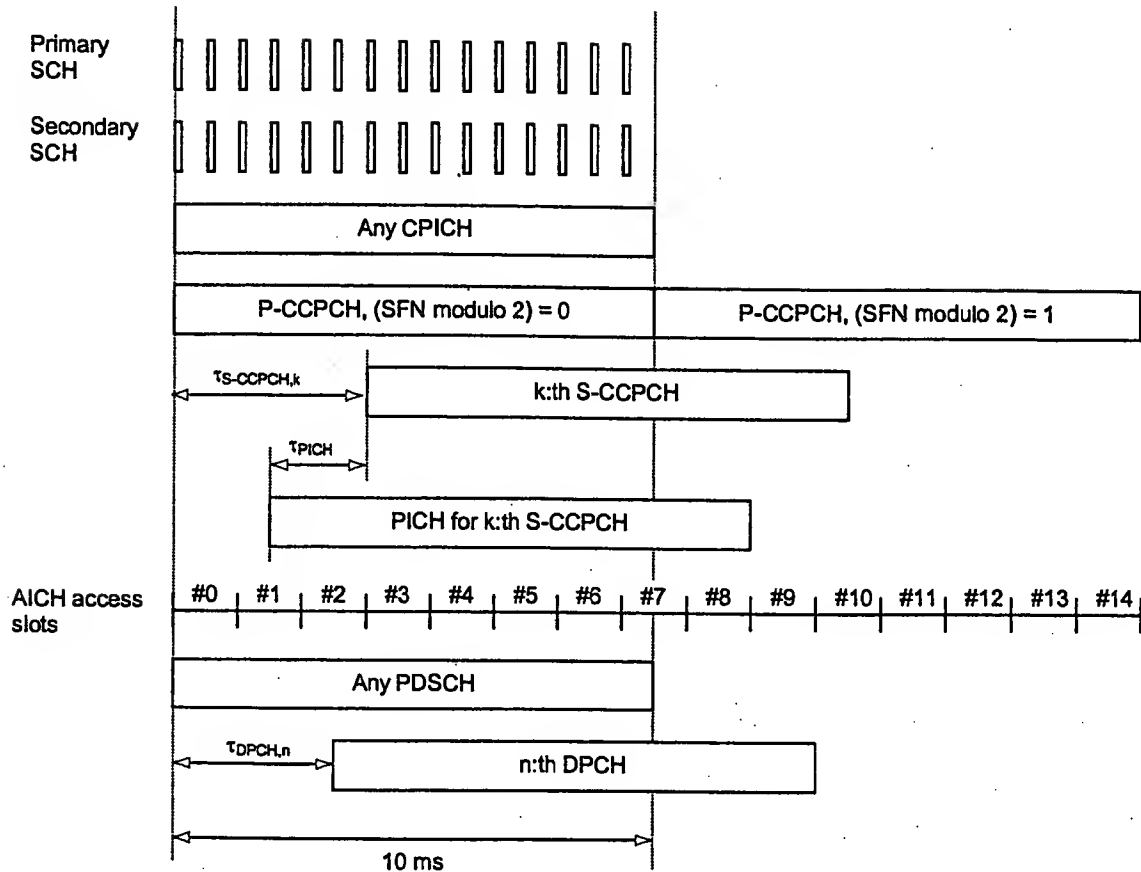 Primary
SCH
Secondary
SCH
Any CPICH
P-CCPCH, (SFN modulo 2) = 0
P-CCPCH, (SFN modulo 2) = 1
τS-CCPCH,k
k:th S-CCPCH
τPICH
PICH for k:th S-CCPCH
AICH access
slots
#0 #1 #2 #3 #4 #5 #6 #7 #8 #9 #10 #11 #12 #13 #14
Any PDSCH
τDPCH,n
n:th DPCH
10 ms